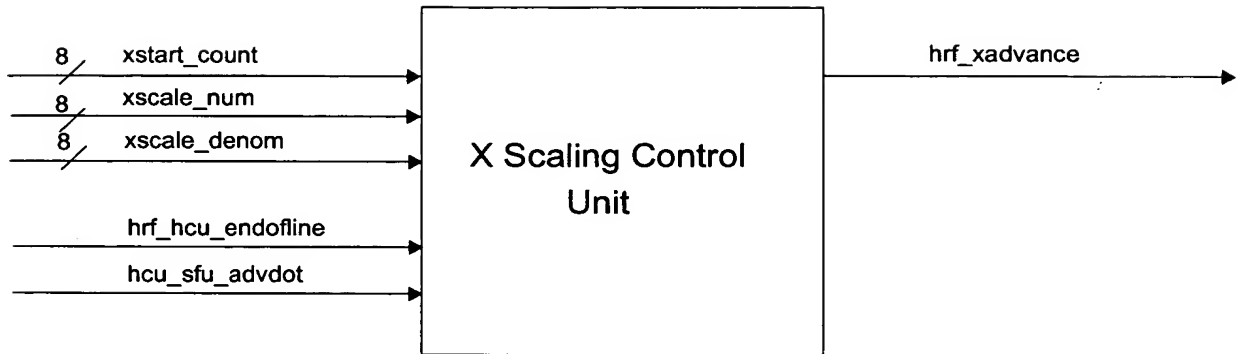 8 xstart_count
hrf_xadvance
8 xscale_num
8 xscale_denom
X Scaling Control
Unit
hrf_hcu_endofline
hcu_sfu_advdot